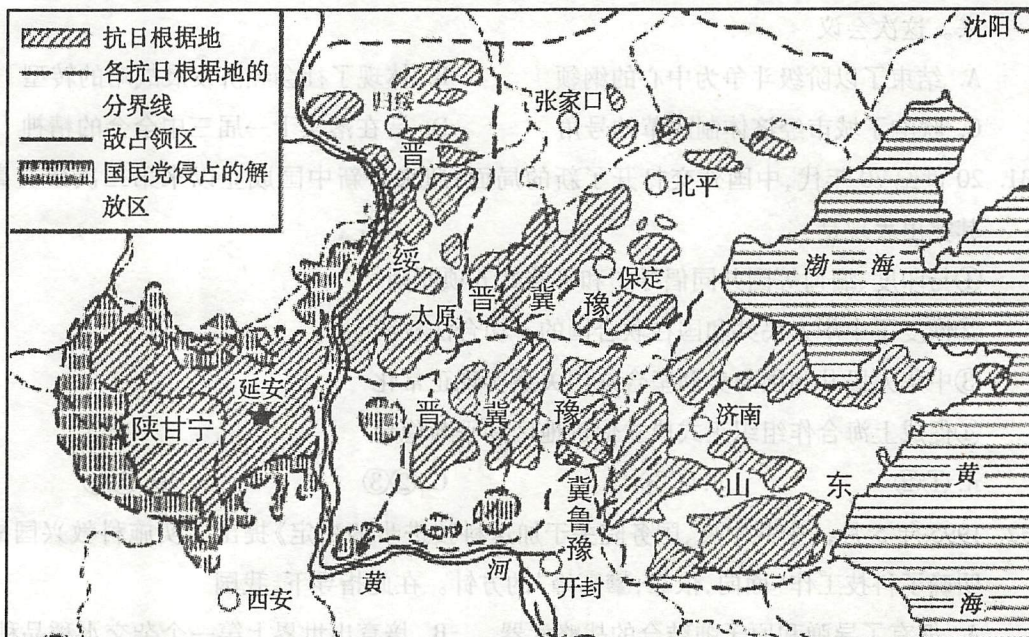 抗日根据地
各抗日根据地的
分界线
敌占领区
国民党侵占的解
放区
沈阳
归绥
张家口
北平
晋
绥
保定
渤海
太原
晋
冀
豫
延安
陕甘宁
晋
冀
豫
济南
山东
冀
鲁
豫
黄
海
黄
河
开封
西安